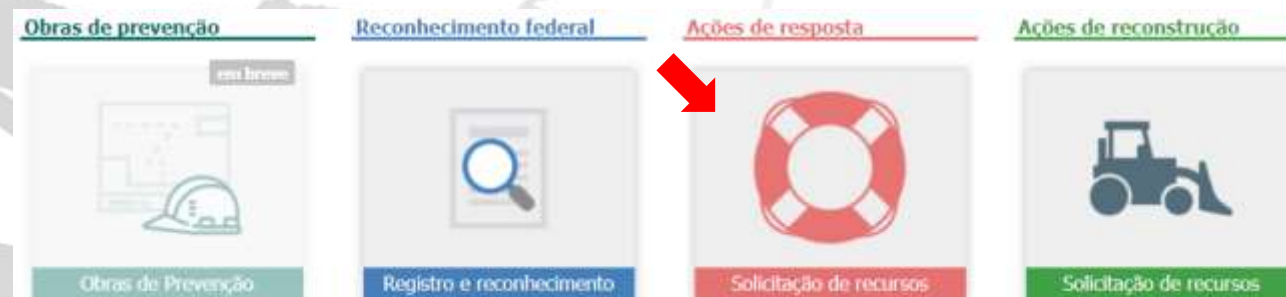 Obras de prevenção
Reconhecimento federal
Ações de resposta
Ações de reconstrução
em breve
Obras de Prevenção
Registro e reconhecimento
Solicitação de recursos
Solicitação de recursos